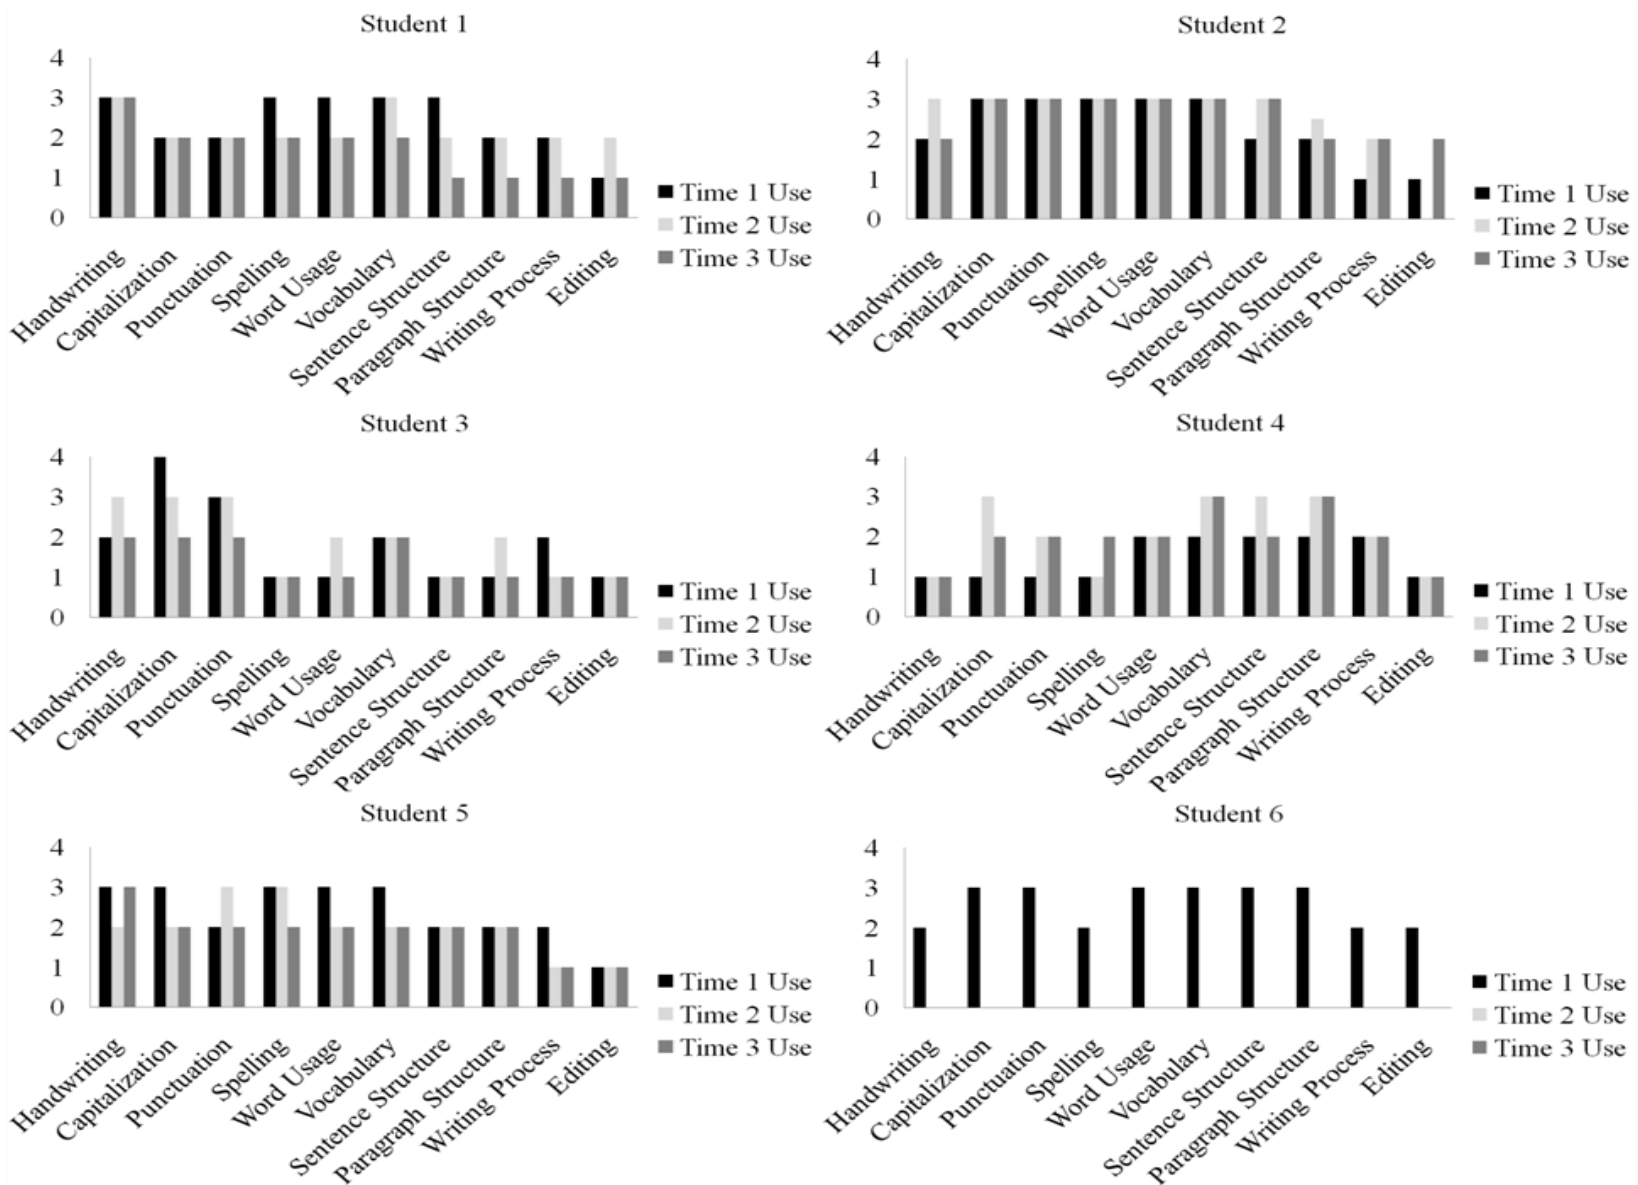 Student 1
4
3
2
1
0
Handwriting
Capitalization
Punctuation
Spelling
Word Usage
Vocabulary
Sentence Structure
Paragraph Structure
Writing Process
Editing
Time 1 Use
Time 2 Use
Time 3 Use
Student 2
4
3
2
1
0
Handwriting
Capitalization
Punctuation
Spelling
Word Usage
Vocabulary
Sentence Structure
Paragraph Structure
Writing Process
Editing
Time 1 Use
Time 2 Use
Time 3 Use
Student 3
4
3
2
1
0
Handwriting
Capitalization
Punctuation
Spelling
Word Usage
Vocabulary
Sentence Structure
Paragraph Structure
Writing Process
Editing
Time 1 Use
Time 2 Use
Time 3 Use
Student 4
4
3
2
1
0
Handwriting
Capitalization
Punctuation
Spelling
Word Usage
Vocabulary
Sentence Structure
Paragraph Structure
Writing Process
Editing
Time 1 Use
Time 2 Use
Time 3 Use
Student 5
4
3
2
1
0
Handwriting
Capitalization
Punctuation
Spelling
Word Usage
Vocabulary
Sentence Structure
Paragraph Structure
Writing Process
Editing
Time 1 Use
Time 2 Use
Time 3 Use
Student 6
4
3
2
1
0
Handwriting
Capitalization
Punctuation
Spelling
Word Usage
Vocabulary
Sentence Structure
Paragraph Structure
Writing Process
Editing
Time 1 Use
Time 2 Use
Time 3 Use